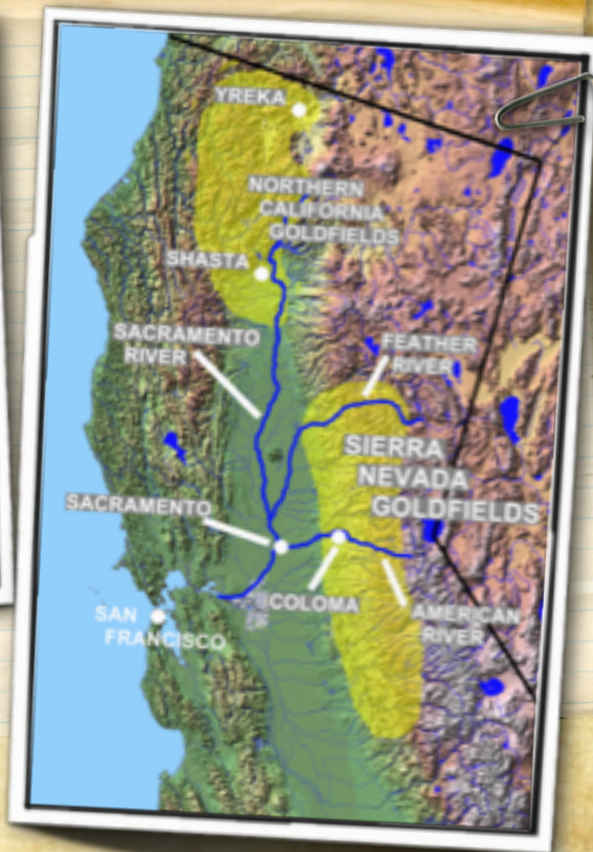 YREKA
NORTHERN
CALIFORNIA
GOLDFIELDS
SHASTA
SACRAMENTO
RIVER
FEATHER
RIVER
SIERRA
NEVADA
GOLDFIELDS
SACRAMENTO
COLOMA
AMERICAN
RIVER
SAN
FRANCISCO